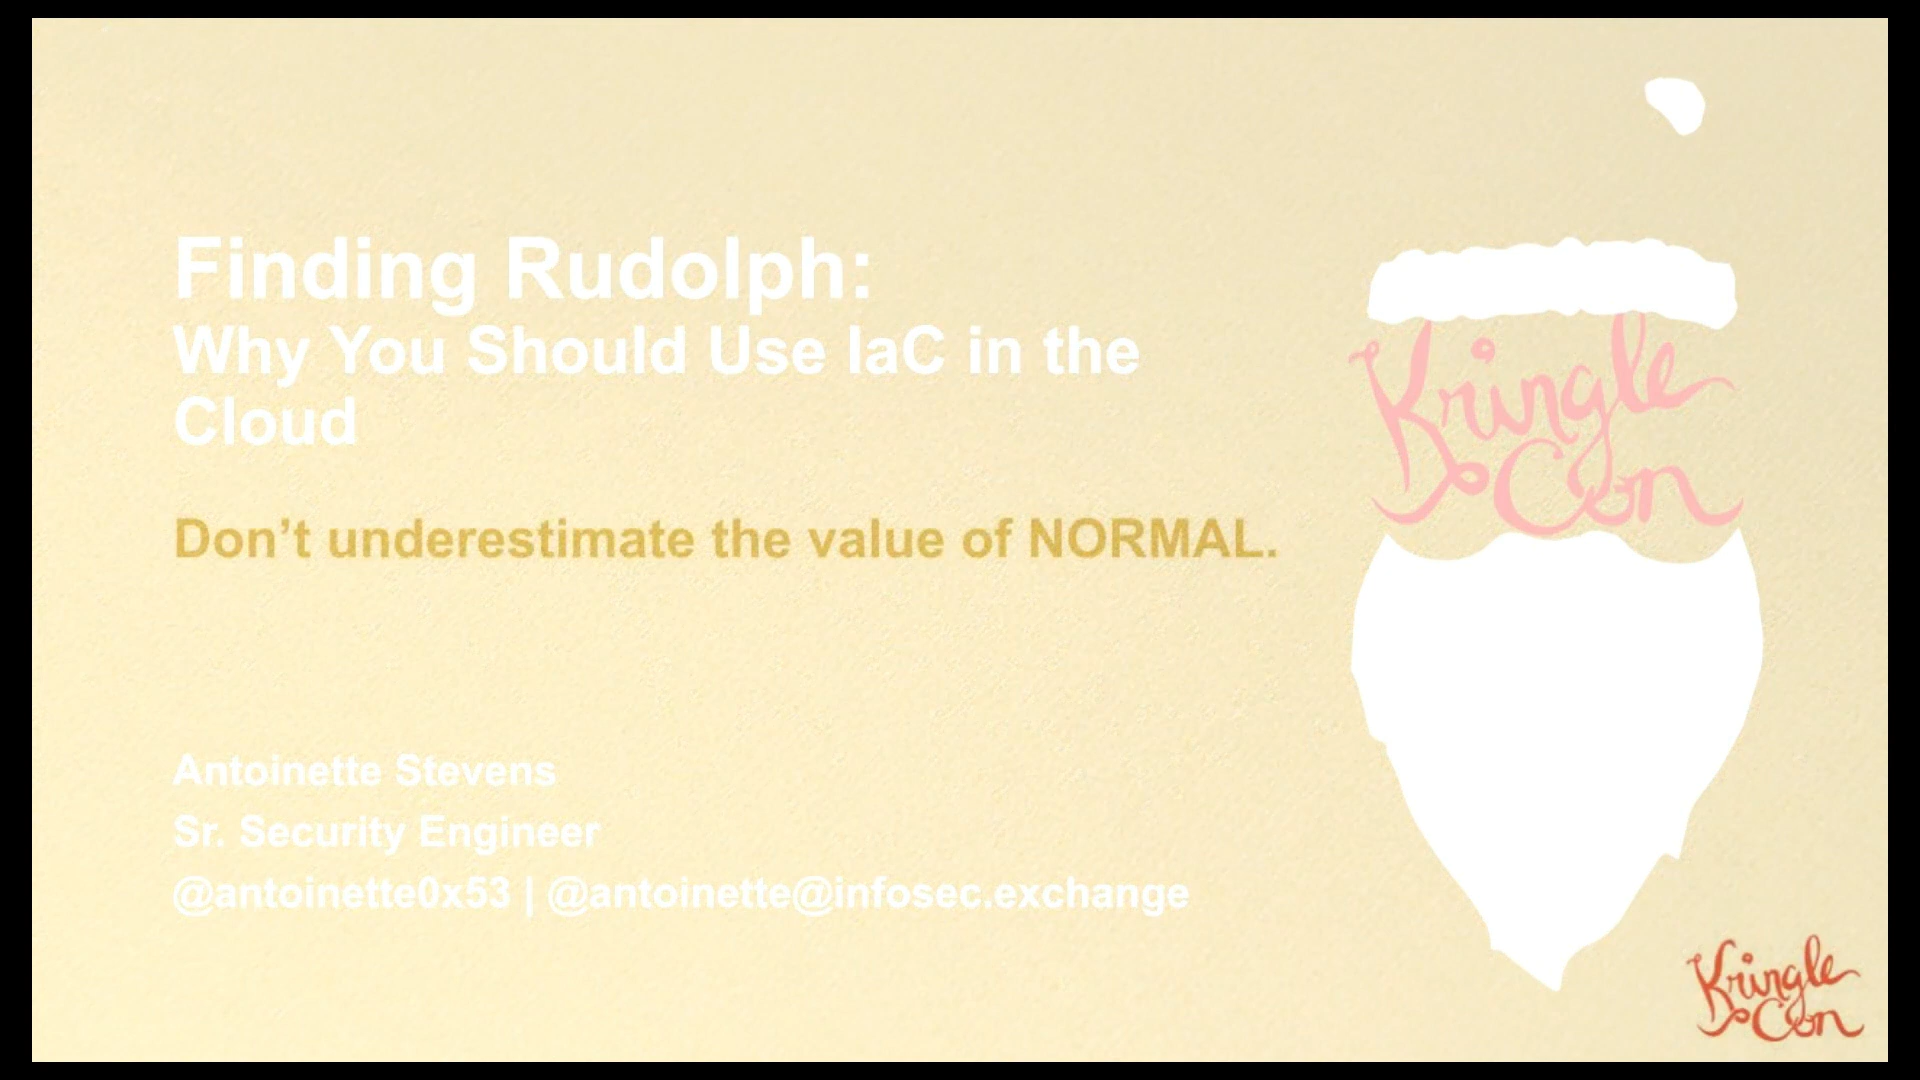 Finding Rudolph:
Why You Should Use IaC in the
Cloud
Don’t underestimate the value of NORMAL.
Kringle
Con
Antoinette Stevens
Sr. Security Engineer
@antoinette0x53 | @antoinette@infosec.exchange
Kringle
Con